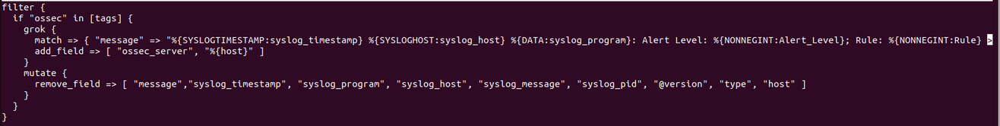 filter {
  if "ossec" in [tags] {
    grok {
      match => { "message" => "%{SYSLOGTIMESTAMP:syslog_timestamp} %{SYSLOGHOST:syslog_host} %{DATA:syslog_program}: Alert Level: %{NONNEGINT:Alert_Level}; Rule: %{NONNEGINT:Rule} >
      add_field => [ "ossec_server", "%{host}" ]
    }
    mutate {
      remove_field => [ "message","syslog_timestamp", "syslog_program", "syslog_host", "syslog_message", "syslog_pid", "@version", "type", "host" ]
    }
  }
}